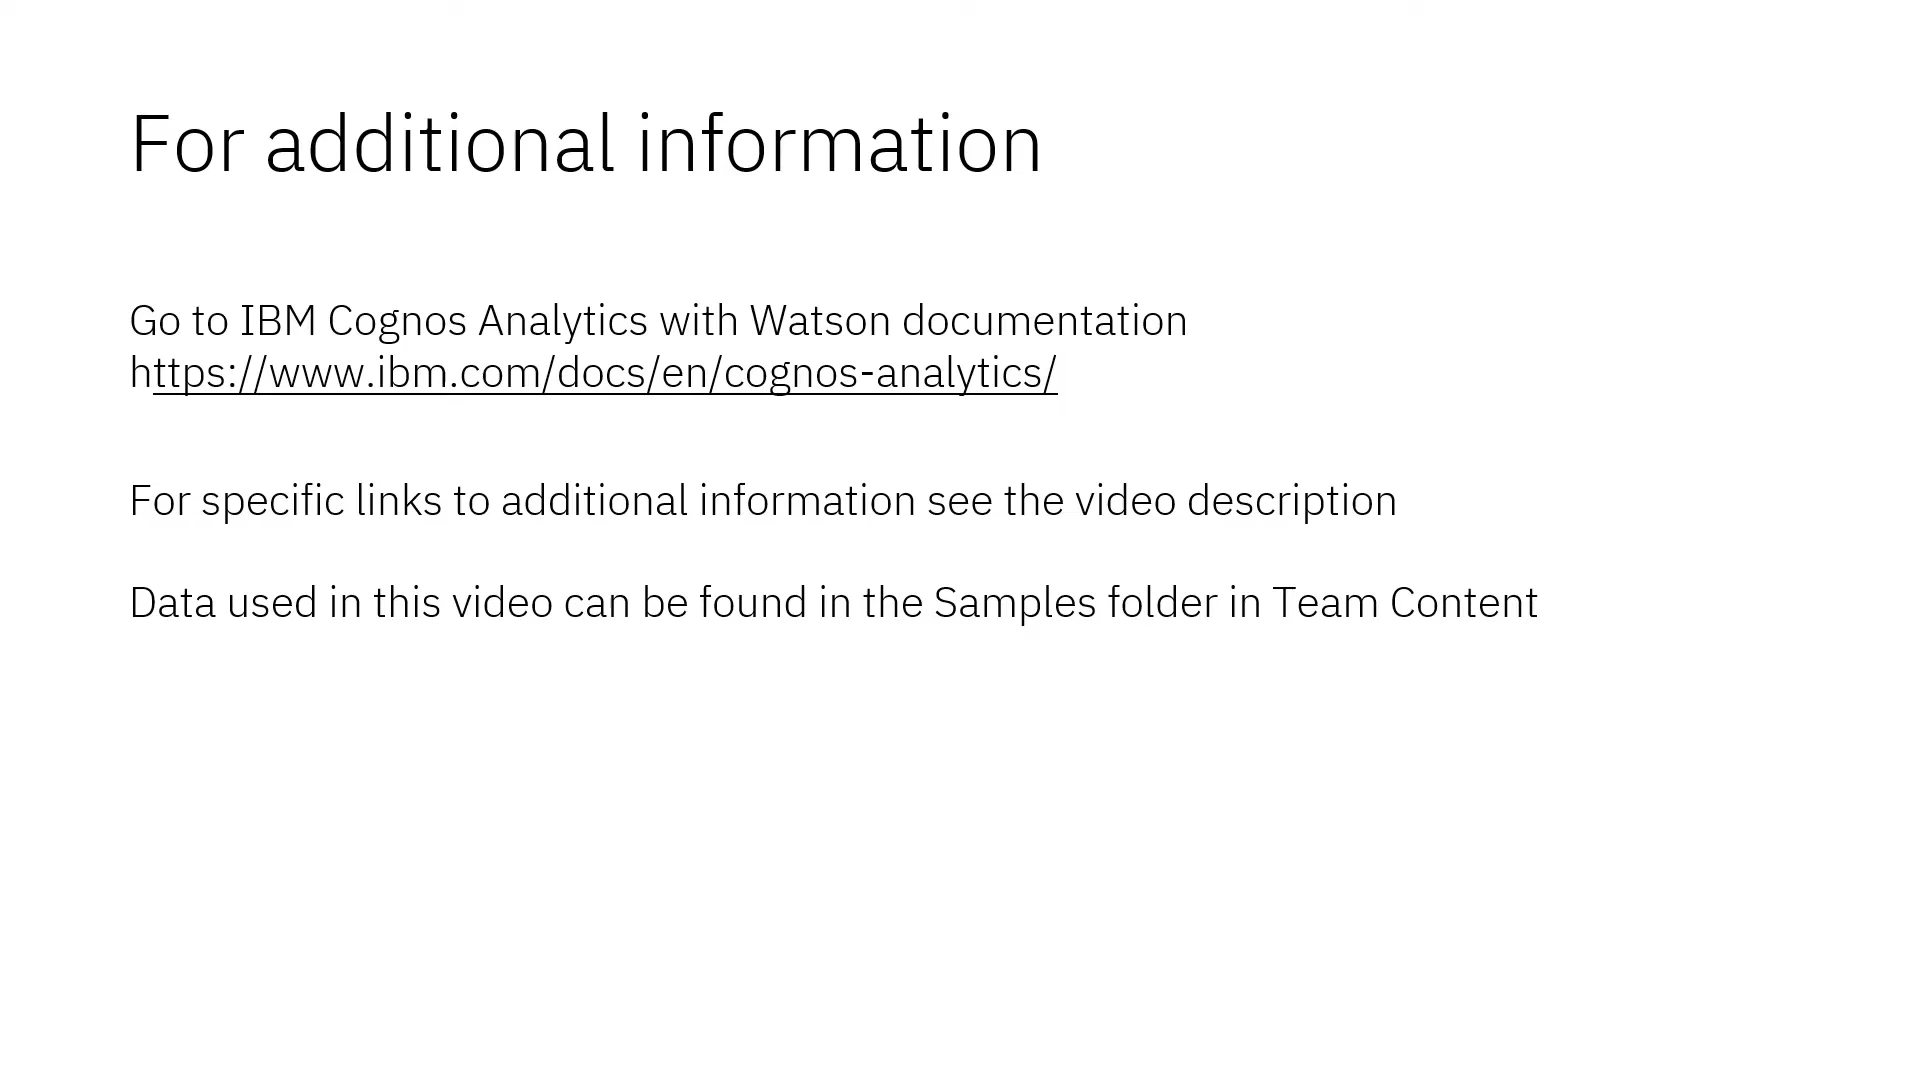 For additional information
Go to IBM Cognos Analytics with Watson documentation
https://www.ibm.com/docs/en/cognos-analytics/
For specific links to additional information see the video description
Data used in this video can be found in the Samples folder in Team Content